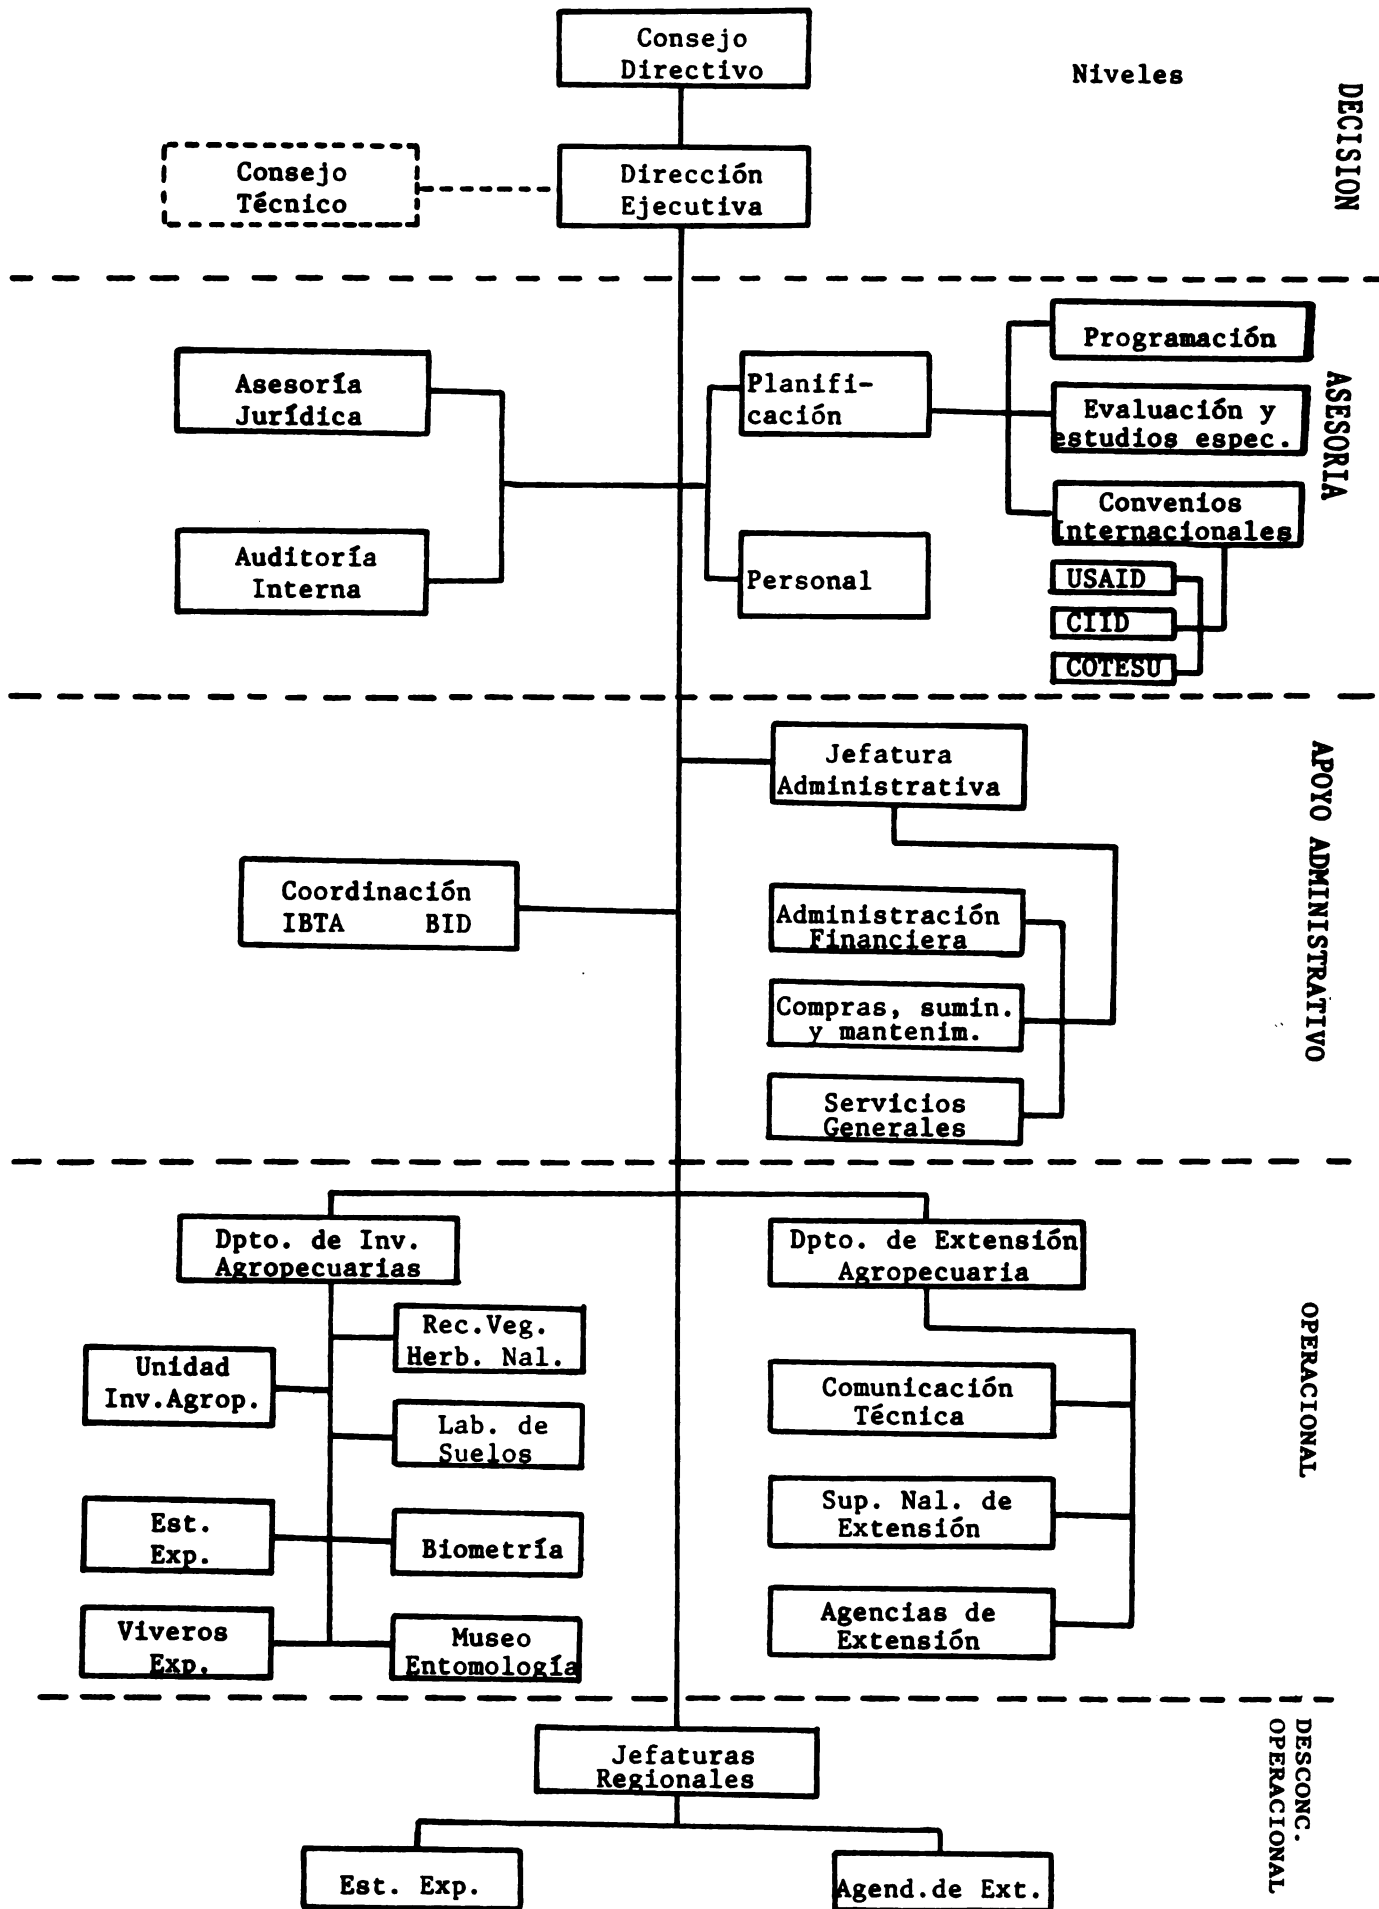 Consejo
Directivo
Niveles
DECISION
Consejo
Técnico
Dirección
Ejecutiva
Asesoría
Jurídica
Auditoría
Interna
Planifi-
cación
Personal
Programación
Evaluación y
estudios espec.
Convenios
Internacionales
USAID
CIID
COTESU
ASESORIA
Jefatura
Administrativa
Coordinación
IBTA BID
Administración
Financiera
Compras, sumin.
y mantenim.
Servicios
Generales
APOYO ADMINISTRATIVO
Dpto. de Inv.
Agropecuarias
Unidad
Inv.Agrop.
Rec.Veg.
Herb. Nal.
Lab. de
Suelos
Est.
Exp.
Biometría
Viveros
Exp.
Museo
Entomología
Dpto. de Extensión
Agropecuaria
Comunicación
Técnica
Sup. Nal. de
Extensión
Agencias de
Extensión
OPERACIONAL
Jefaturas
Regionales
Est. Exp.
Agend.de Ext.
DESCONC.
OPERACIONAL